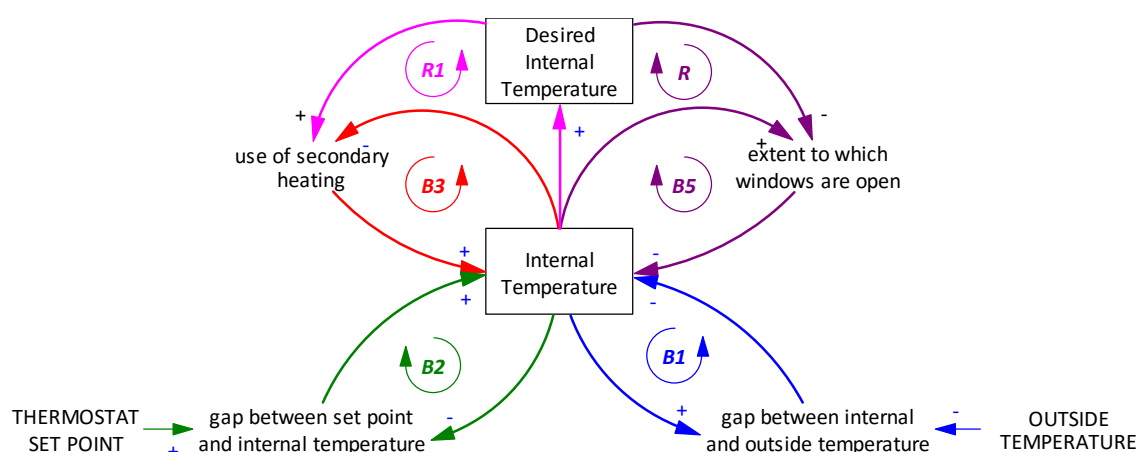 Desired
Internal
Temperature
R1
R
+
-
+
-
+
use of secondary
heating
extent to which
windows are open
B3
B5
+
-
Internal
Temperature
+
-
B2
B1
THERMOSTAT
SET POINT
+
gap between set point
and internal temperature
-
+
gap between internal
and outside temperature
-
OUTSIDE
TEMPERATURE